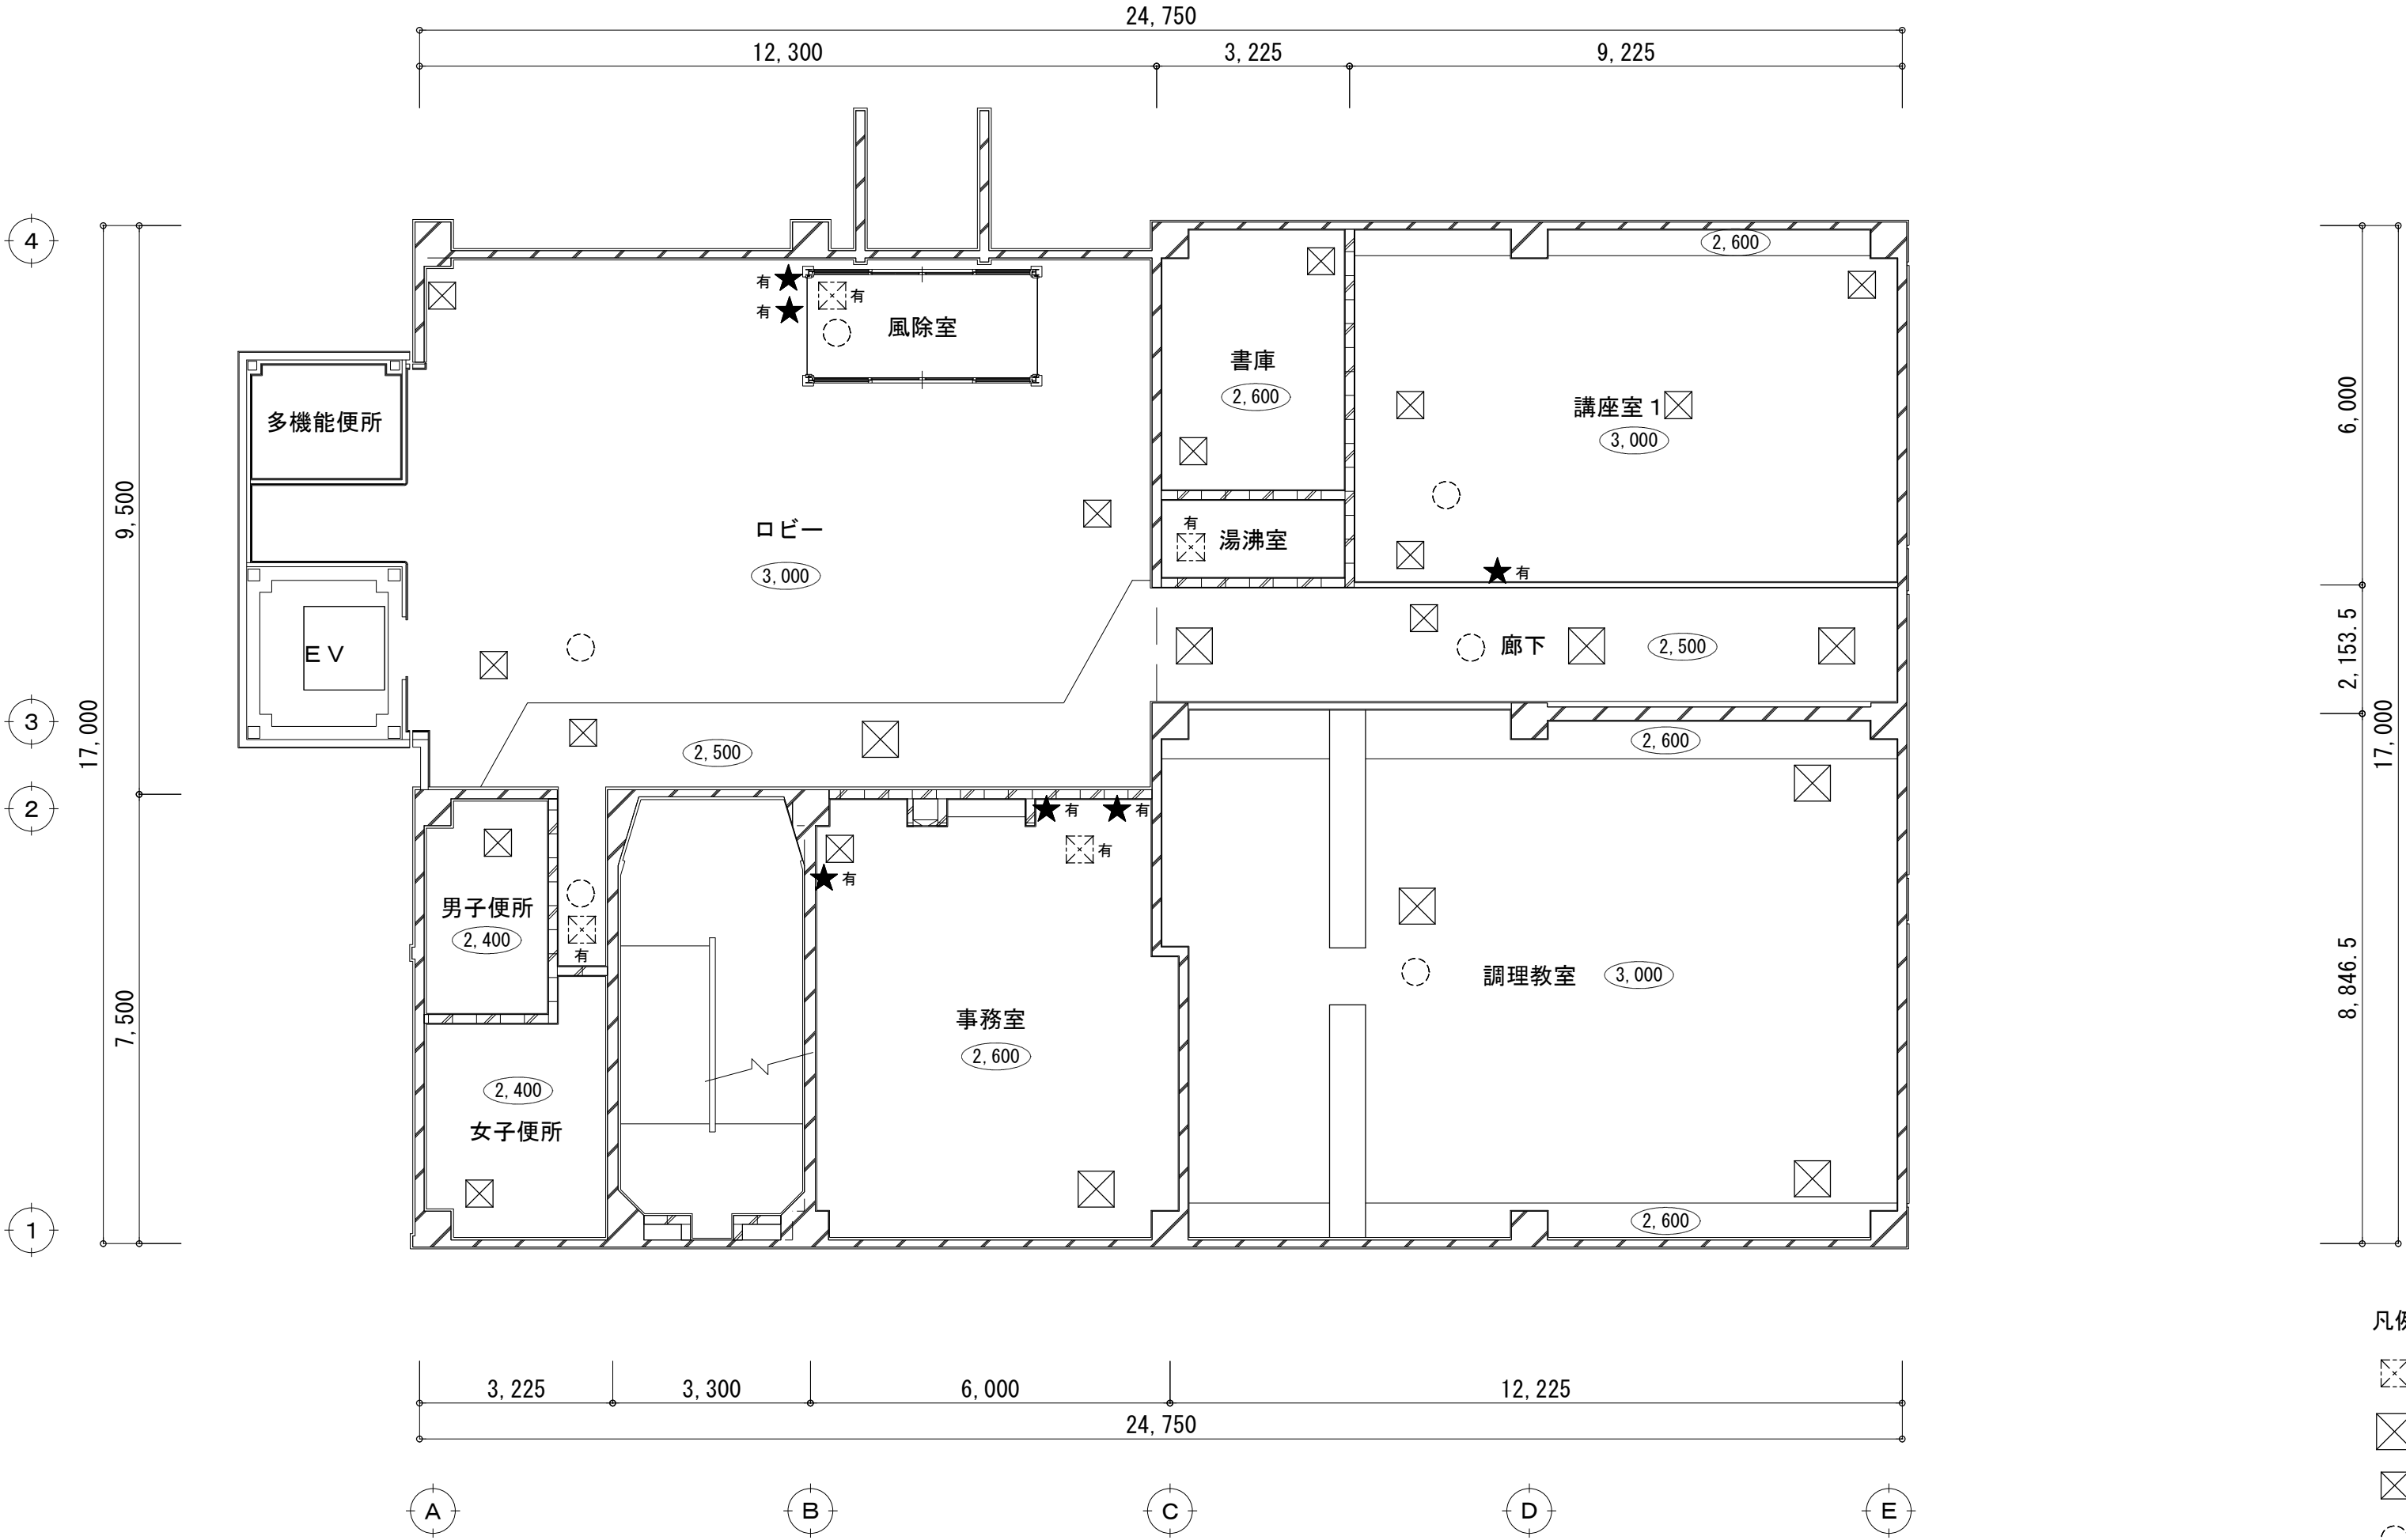 24,750
12,300
3,225
9,225
4
2,600
有
有
有
風除室
書庫
2,600
講座室1
3,000
多機能便所
6,000
9,500
ロビー
有
湯沸室
3,000
有
2,153.5
EV
廊下
2,500
3
17,000
17,000
2,500
2,600
2
有
有
有
有
男子便所
2,400
有
調理教室
3,000
8,846.5
7,500
事務室
2,600
2,400
女子便所
1
2,600
凡例
3,225
3,300
6,000
12,225
24,750
A
B
C
D
E